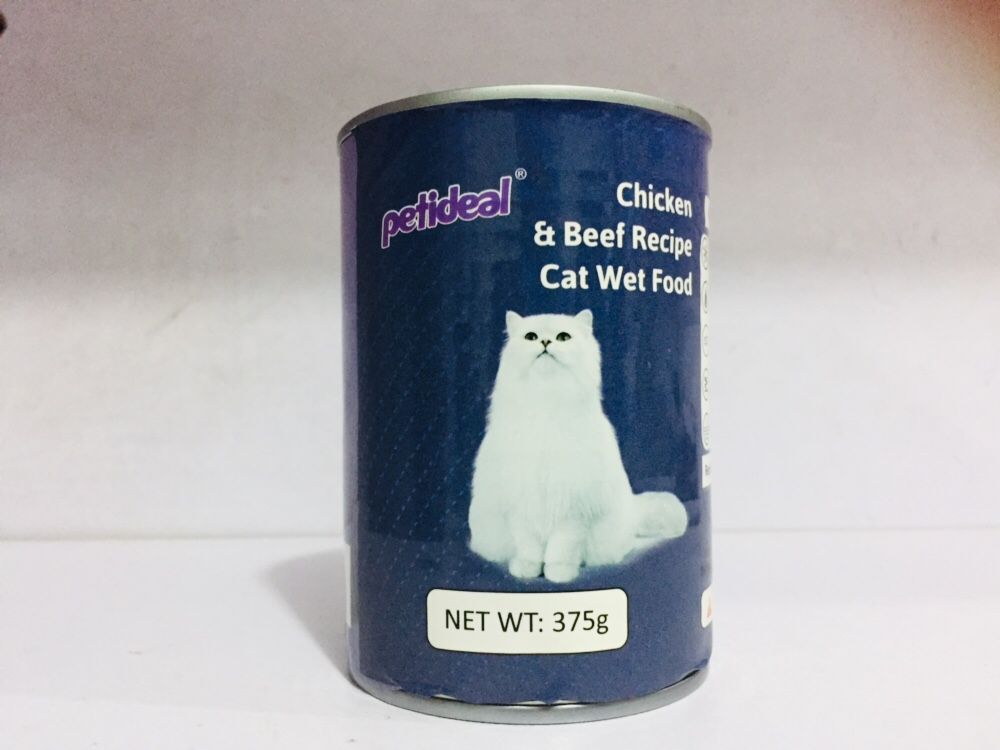 petideal®
Chicken
& Beef Recipe
Cat Wet Food
NET WT: 375g